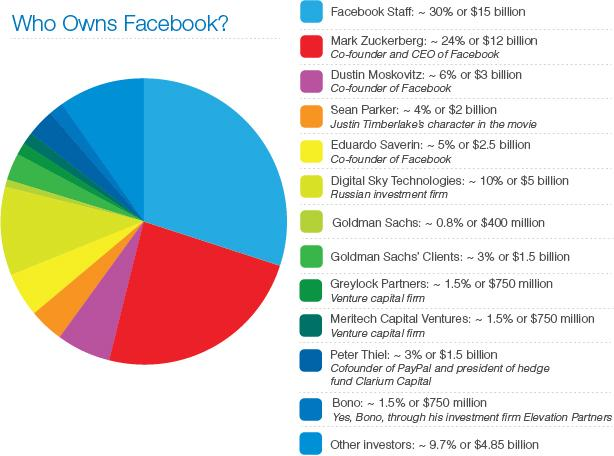 Who Owns Facebook?
Facebook Staff: ~ 30% or $15 billion
Mark Zuckerberg: ~ 24% or $12 billion
Co-founder and CEO of Facebook
Dustin Moskovitz: ~ 6% or $3 billion
Co-founder of Facebook
Sean Parker: ~ 4% or $2 billion
Justin Timberlake's character in the movie
Eduardo Saverin: ~ 5% or $2.5 billion
Co-founder of Facebook
Digital Sky Technologies: ~ 10% or $5 billion
Russian investment firm
Goldman Sachs: ~ 0.8% or $400 million
Goldman Sachs' Clients: ~ 3% or $1.5 billion
Greylock Partners: ~ 1.5% or $750 million
Venture capital firm
Meritech Capital Ventures: ~ 1.5% or $750 million
Venture capital firm
Peter Thiel: ~ 3% or $1.5 billion
Cofounder of PayPal and president of hedge
fund Clarium Capital
Bono: ~ 1.5% or $750 million
Yes, Bono, through his investment firm Elevation Partners
Other investors: ~ 9.7% or $4.85 billion